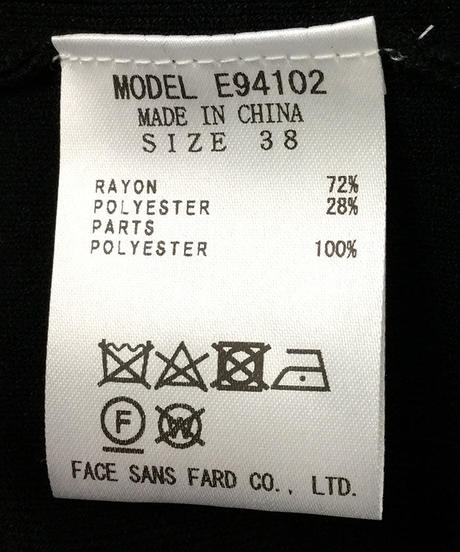 MODEL E94102
MADE IN CHINA
SIZE 38
RAYON 72%
POLYESTER 28%
PARTS
POLYESTER 100%
F W
FACE SANS FARD CO., LTD.